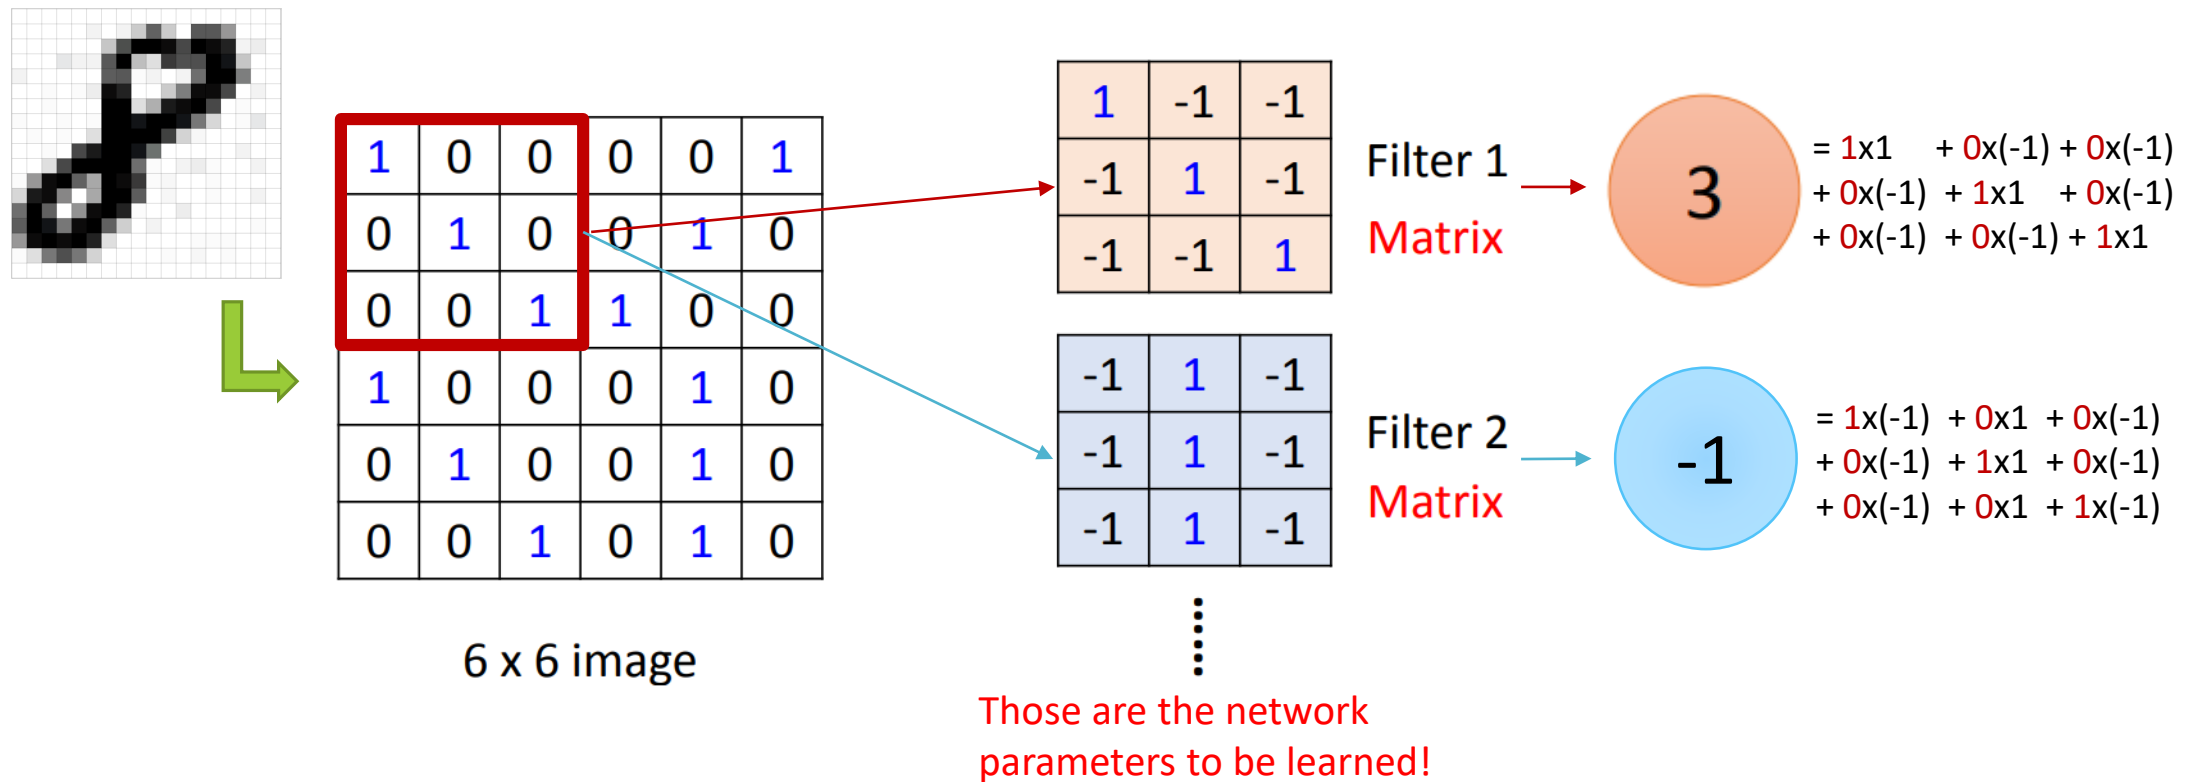 1 0 0 0 0 1
0 1 0 0 1 0
0 0 1 1 0 0
1 0 0 0 1 0
0 1 0 0 1 0
0 0 1 0 1 0
6 x 6 image
1 -1 -1
-1 1 -1
-1 -1 1
Filter 1
Matrix
3
= 1x1 + 0x(-1) + 0x(-1)
+ 0x(-1) + 1x1 + 0x(-1)
+ 0x(-1) + 0x(-1) + 1x1
-1 1 -1
-1 1 -1
-1 1 -1
Filter 2
Matrix
-1
= 1x(-1) + 0x1 + 0x(-1)
+ 0x(-1) + 1x1 + 0x(-1)
+ 0x(-1) + 0x1 + 1x(-1)
......
Those are the network
parameters to be learned!